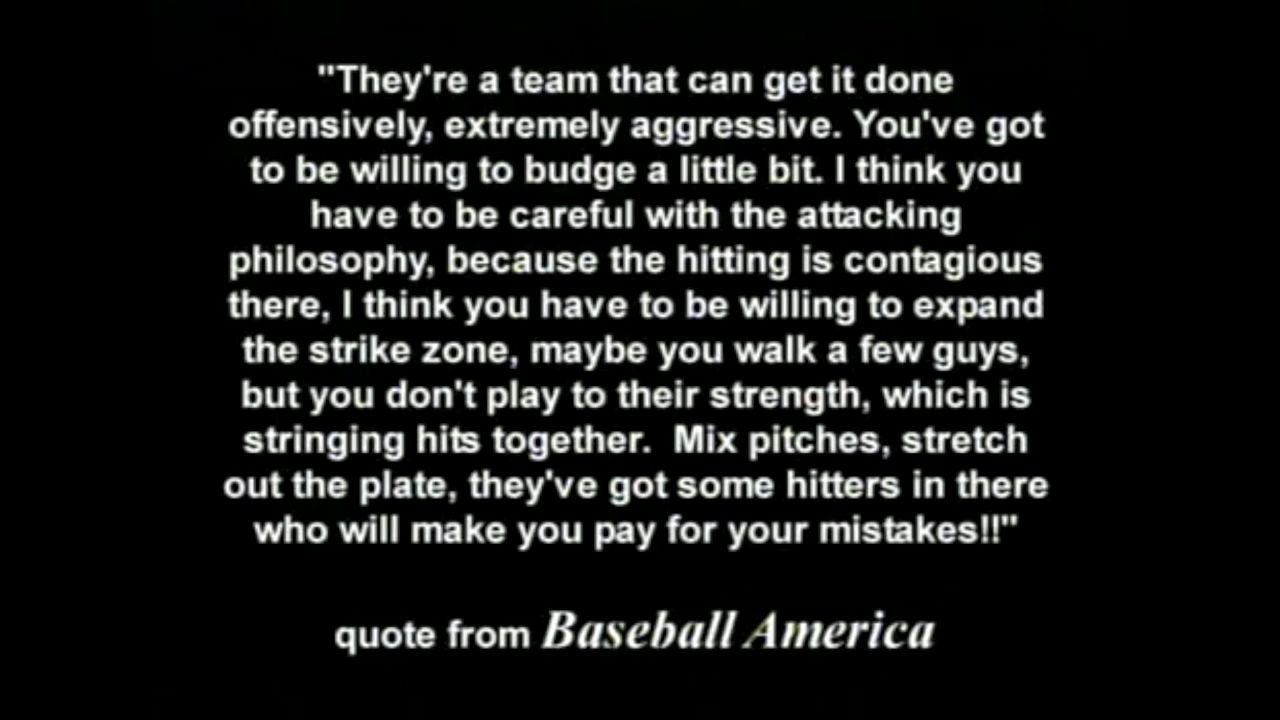 "They're a team that can get it done
offensively, extremely aggressive. You've got
to be willing to budge a little bit. I think you
have to be careful with the attacking
philosophy, because the hitting is contagious
there, I think you have to be willing to expand
the strike zone, maybe you walk a few guys,
but you don't play to their strength, which is
stringing hits together.  Mix pitches, stretch
out the plate, they've got some hitters in there
who will make you pay for your mistakes!!"
quote from Baseball America